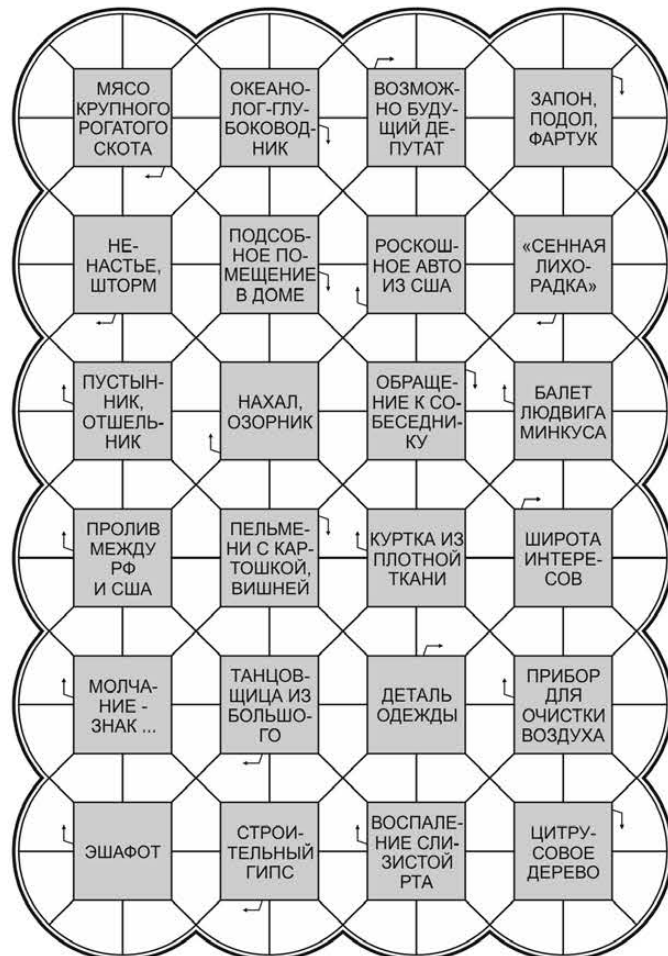 МЯСО
КРУПНОГО
РОГАТОГО
СКОТА
ОКЕАНО-
ЛОГ-ГЛУ-
БОКОВОД-
НИК
ВОЗМОЖ-
НО БУДУ-
ЩИЙ ДЕ-
ПУТАТ
ЗАПОН,
ПОДОЛ,
ФАРТУК
НЕ-
НАСТЬЕ,
ШТОРМ
ПОДСОБ-
НОЕ ПО-
МЕЩЕНИЕ
В ДОМЕ
РОСКОШ-
НОЕ АВТО
ИЗ США
«СЕННАЯ
ЛИХО-
РАДКА»
ПУСТЫН-
НИК,
ОТШЕЛЬ-
НИК
НАХАЛ,
ОЗОРНИК
ОБРАЩЕ-
НИЕ К СО-
БЕСЕДНИ-
КУ
БАЛЕТ
ЛЮДВИГА
МИНКУСА
ПРОЛИВ
МЕЖДУ
РФ
И США
ПЕЛЬМЕ-
НИ С КАР-
ТОШКОЙ,
ВИШНЕЙ
КУРТКА ИЗ
ПЛОТНОЙ
ТКАНИ
ШИРОТА
ИНТЕРЕ-
СОВ
МОЛЧА-
НИЕ -
ЗНАК ...
ТАНЦОВ-
ЩИЦА ИЗ
БОЛЬШО-
ГО
ДЕТАЛЬ
ОДЕЖДЫ
ПРИБОР
ДЛЯ
ОЧИСТКИ
ВОЗДУХА
ЭШАФОТ
СТРОИ-
ТЕЛЬНЫЙ
ГИПС
ВОСПАЛЕ-
НИЕ СЛИ-
ЗИСТОЙ
РТА
ЦИТРУ-
СОВОЕ
ДЕРЕВО